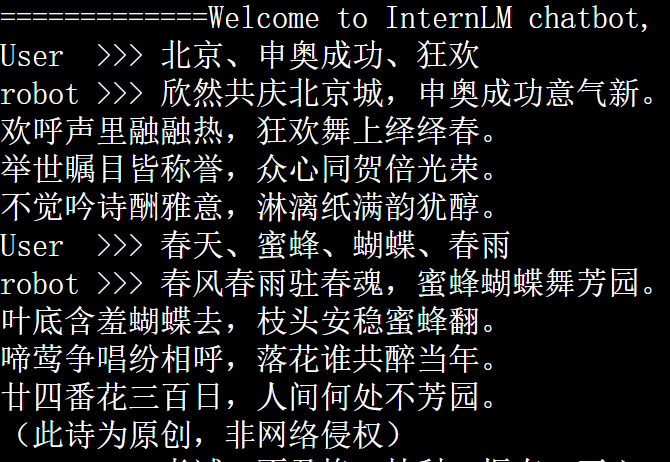 =============Welcome to InternLM chatbot,
User  >>> 北京、申奥成功、狂欢
robot >>> 欣然共庆北京城，申奥成功意气新。
欢呼声里融融热，狂欢舞上绎绎春。
举世瞩目皆称誉，众心同贺倍光荣。
不觉吟诗酬雅意，淋漓纸满韵犹醇。
User  >>> 春天、蜜蜂、蝴蝶、春雨
robot >>> 春风春雨驻春魂，蜜蜂蝴蝶舞芳园。
叶底含羞蝴蝶去，枝头安稳蜜蜂翻。
啼莺争唱纷相呼，落花谁共醉当年。
廿四番花三百日，人间何处不芳园。
（此诗为原创，非网络侵权）